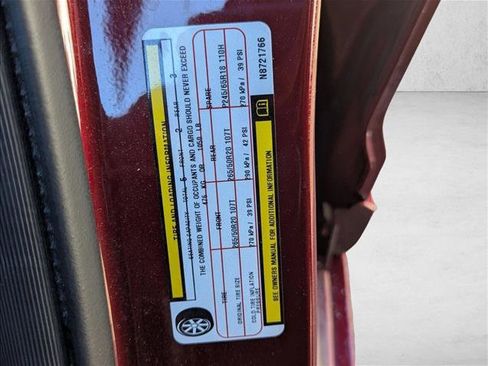 TIRE AND LOADING INFORMATION
SEATING CAPACITY TOTAL 5 FRONT 2 REAR 3
THE COMBINED WEIGHT OF OCCUPANTS AND CARGO SHOULD NEVER EXCEED
476 KG OR 1050 LB
TIRE FRONT REAR SPARE
ORIGINAL TIRE SIZE 265/50R20 107T 265/50R20 107T P245/65R18 110H
COLD TIRE INFLATION PRESSURE 270 kPa / 39 PSI 290 kPa / 42 PSI 270 kPa / 39 PSI
SEE OWNERS MANUAL FOR ADDITIONAL INFORMATION
N8721766